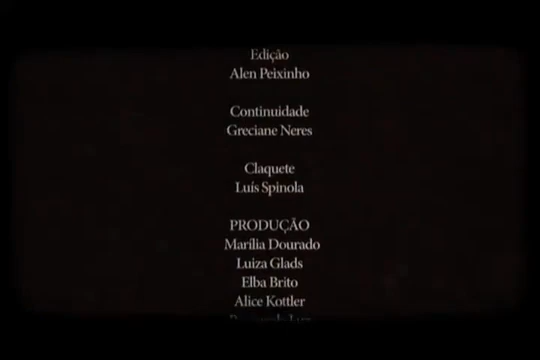 Edição
Alen Peixinho
Continuidade
Greciane Neres
Claquete
Luís Spinola
PRODUÇÃO
Marília Dourado
Luiza Glads
Elba Brito
Alice Kottler